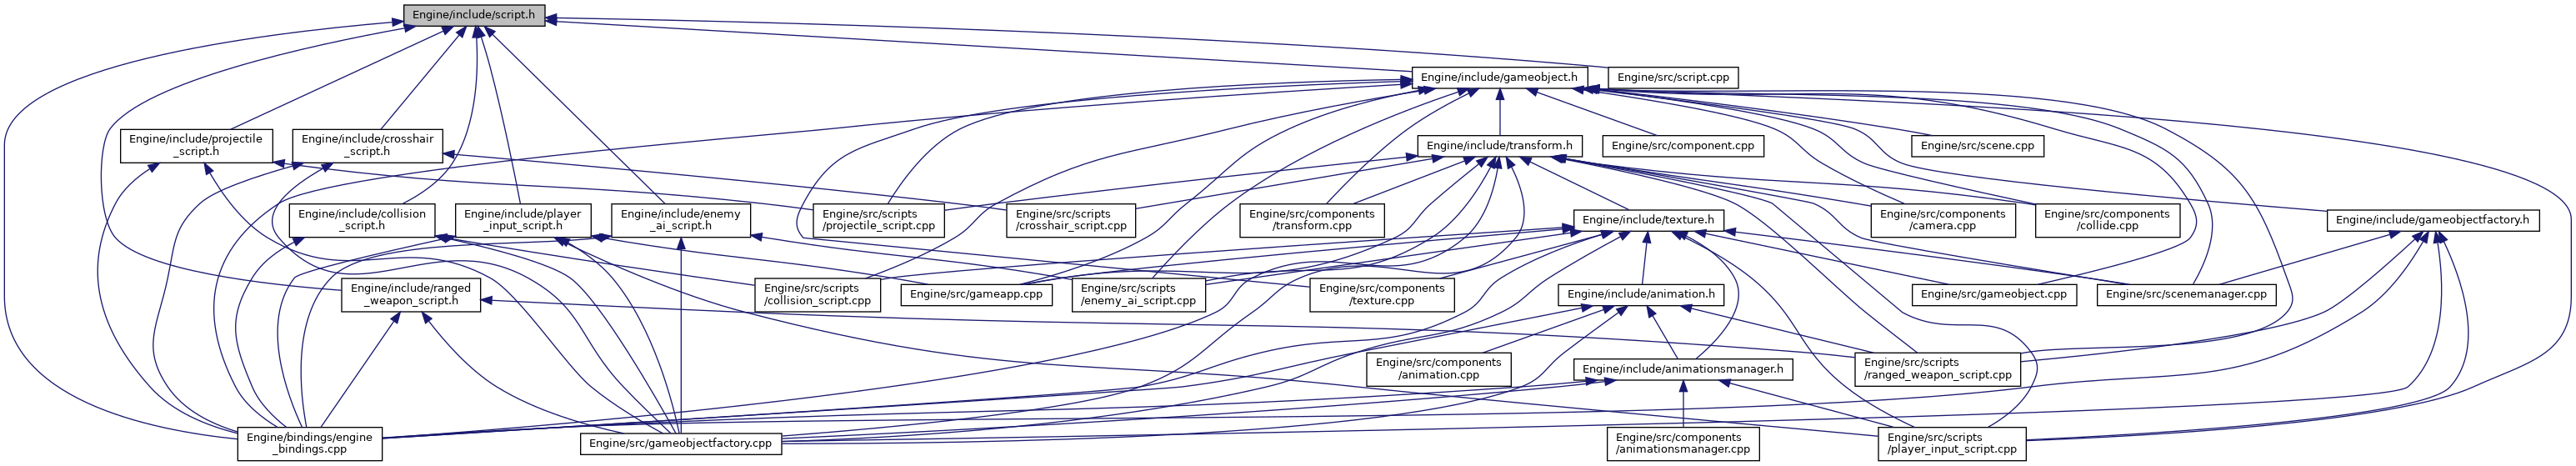 Engine/include/script.h
Engine/include/gameobject.h
Engine/src/script.cpp
Engine/include/projectile
_script.h
Engine/include/crosshair
_script.h
Engine/include/transform.h
Engine/src/component.cpp
Engine/src/scene.cpp
Engine/include/collision
_script.h
Engine/include/player
_input_script.h
Engine/include/enemy
_ai_script.h
Engine/src/scripts
/projectile_script.cpp
Engine/src/scripts
/crosshair_script.cpp
Engine/src/components
/transform.cpp
Engine/include/texture.h
Engine/src/components
/camera.cpp
Engine/src/components
/collide.cpp
Engine/include/gameobjectfactory.h
Engine/include/ranged
_weapon_script.h
Engine/src/scripts
/collision_script.cpp
Engine/src/gameapp.cpp
Engine/src/scripts
/enemy_ai_script.cpp
Engine/src/components
/texture.cpp
Engine/include/animation.h
Engine/src/gameobject.cpp
Engine/src/scenemanager.cpp
Engine/src/components
/animation.cpp
Engine/include/animationsmanager.h
Engine/src/scripts
/ranged_weapon_script.cpp
Engine/bindings/engine
_bindings.cpp
Engine/src/gameobjectfactory.cpp
Engine/src/components
/animationsmanager.cpp
Engine/src/scripts
/player_input_script.cpp